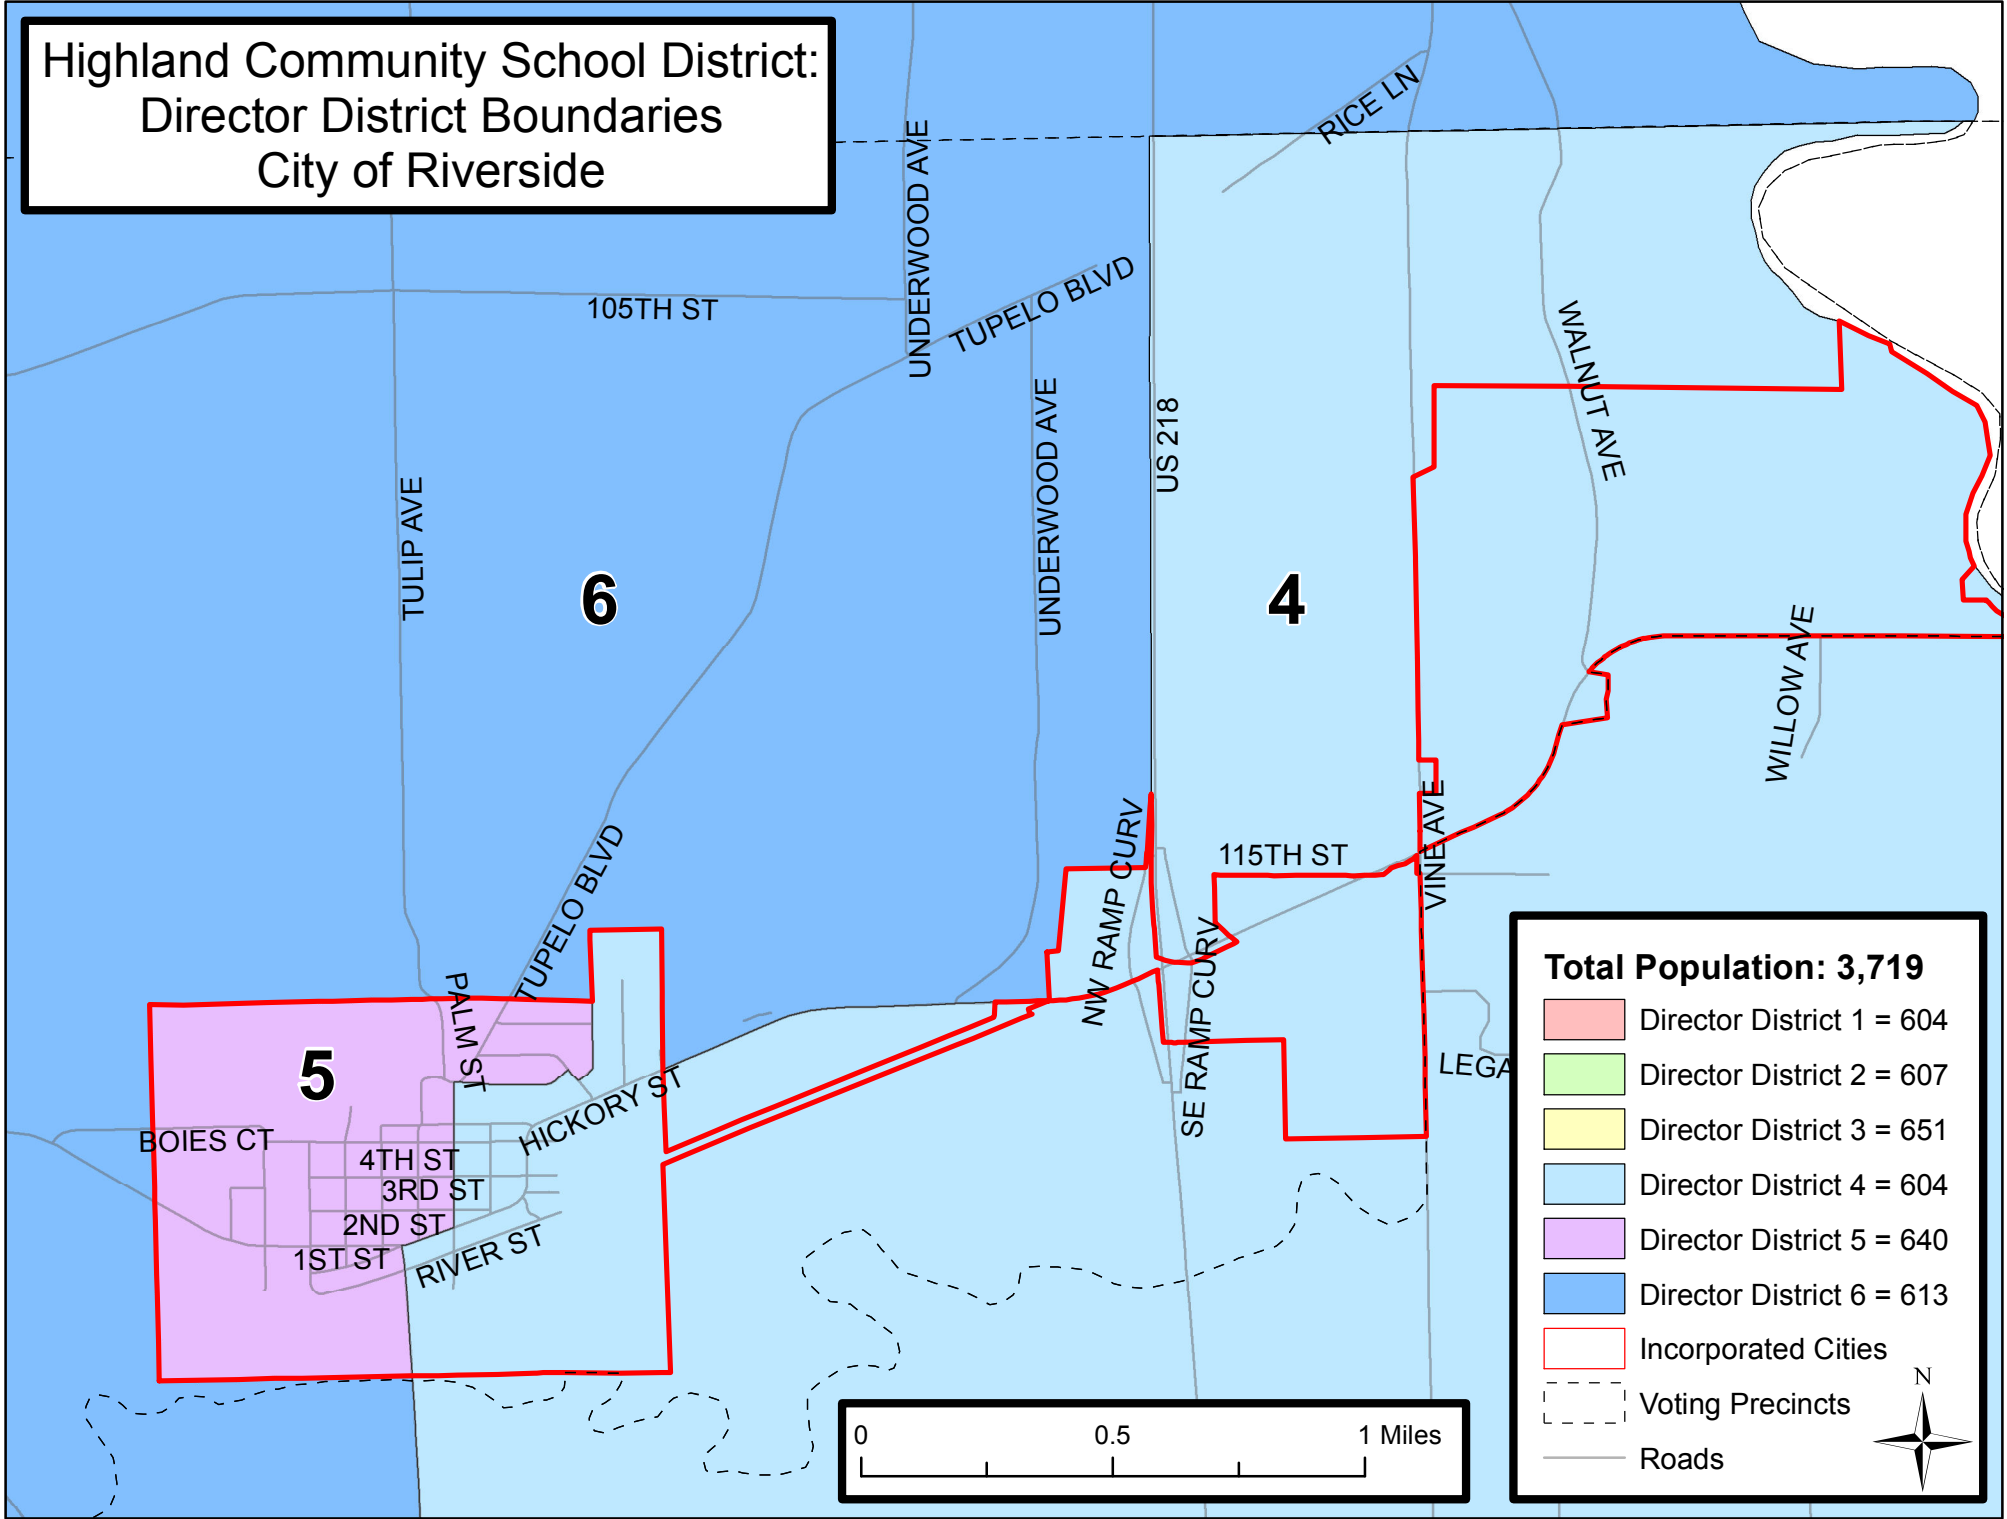 Highland Community School District:
Director District Boundaries
City of Riverside
RICE LN
UNDERWOOD AVE
TUPELO BLVD
105TH ST
WALNUT AVE
US 218
UNDERWOOD AVE
TULIP AVE
6
4
WILLOW AVE
NW RAMP CURV
115TH ST
VINE AVE
TUPELO BLVD
SE RAMP CURV
PALM ST
5
LEGA
HICKORY ST
BOIES CT
4TH ST
3RD ST
2ND ST
1ST ST
RIVER ST
Total Population: 3,719
Director District 1 = 604
Director District 2 = 607
Director District 3 = 651
Director District 4 = 604
Director District 5 = 640
Director District 6 = 613
Incorporated Cities
Voting Precincts
Roads
N
0 0.5 1 Miles